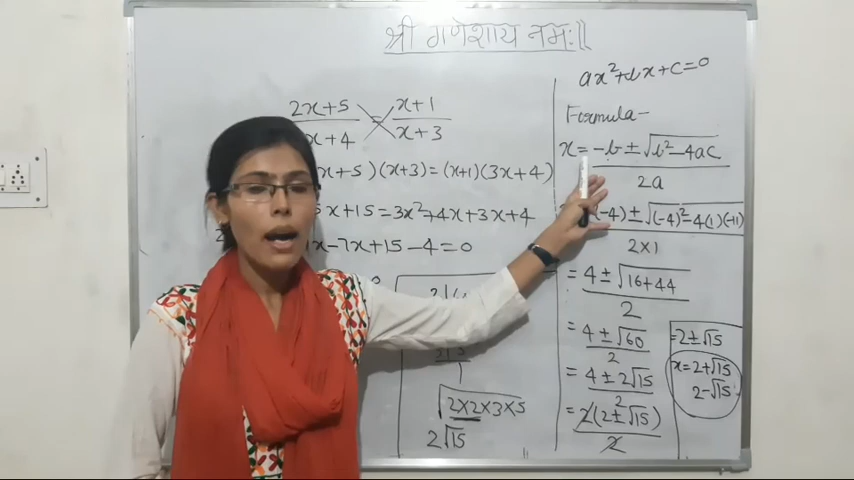 श्री गणेशाय नमः॥
2x+5 = x+1
x+4 x+3
x+5)(x+3)=(x+1)(3x+4)
x+15=3x²+4x+3x+4
-7x+15-4=0
2×2×3×5
2√15
ax²+bx+c=0
Formula-
x= -b±√b²-4ac
2a
(-4)±√(-4)²-4(1)(-11)
2×1
= 4±√16+44
2
= 4±√60
2
= 4±2√15
2
= 2(2±√15)
2
=2±√15
x=2+√15
2-√15